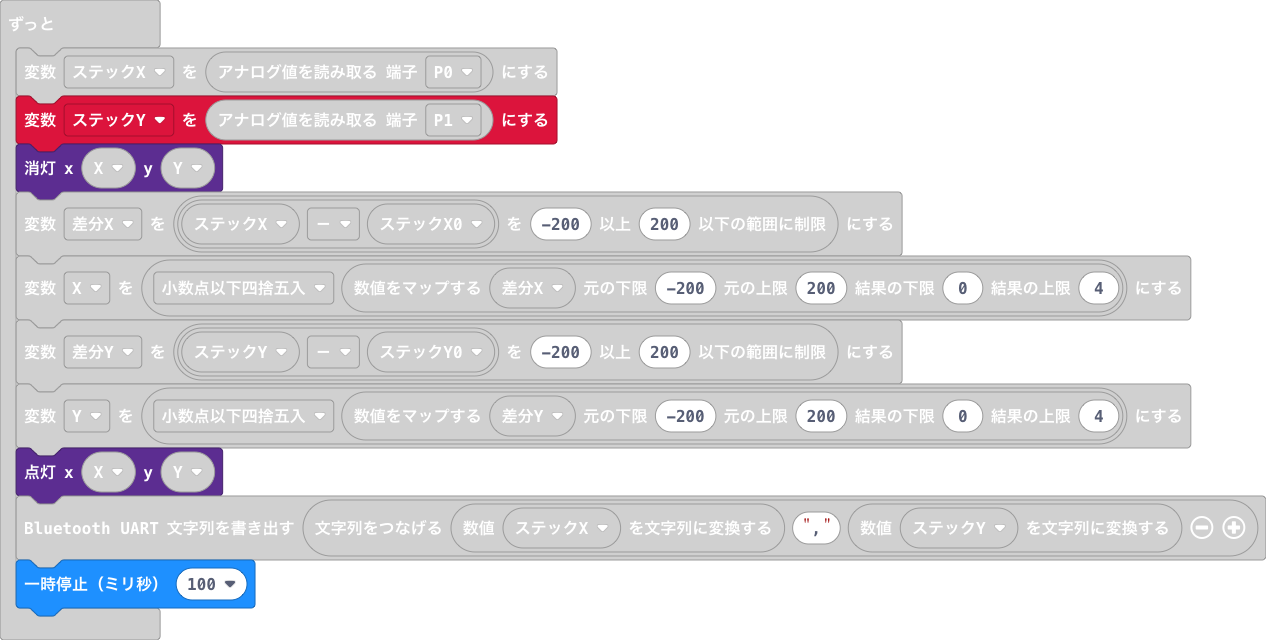 ずっと
変数 ステックX を アナログ値を読み取る 端子 P0 にする
変数 ステックY を アナログ値を読み取る 端子 P1 にする
消灯 x X y Y
変数 差分X を ステックX - ステックX0 を -200 以上 200 以下の範囲に制限 にする
変数 X を 小数点以下四捨五入 数値をマップする 差分X 元の下限 -200 元の上限 200 結果の下限 0 結果の上限 4 にする
変数 差分Y を ステックY - ステックY0 を -200 以上 200 以下の範囲に制限 にする
変数 Y を 小数点以下四捨五入 数値をマップする 差分Y 元の下限 -200 元の上限 200 結果の下限 0 結果の上限 4 にする
点灯 x X y Y
Bluetooth UART 文字列を書き出す 文字列をつなげる 数値 ステックX を文字列に変換する "," 数値 ステックY を文字列に変換する
一時停止（ミリ秒） 100